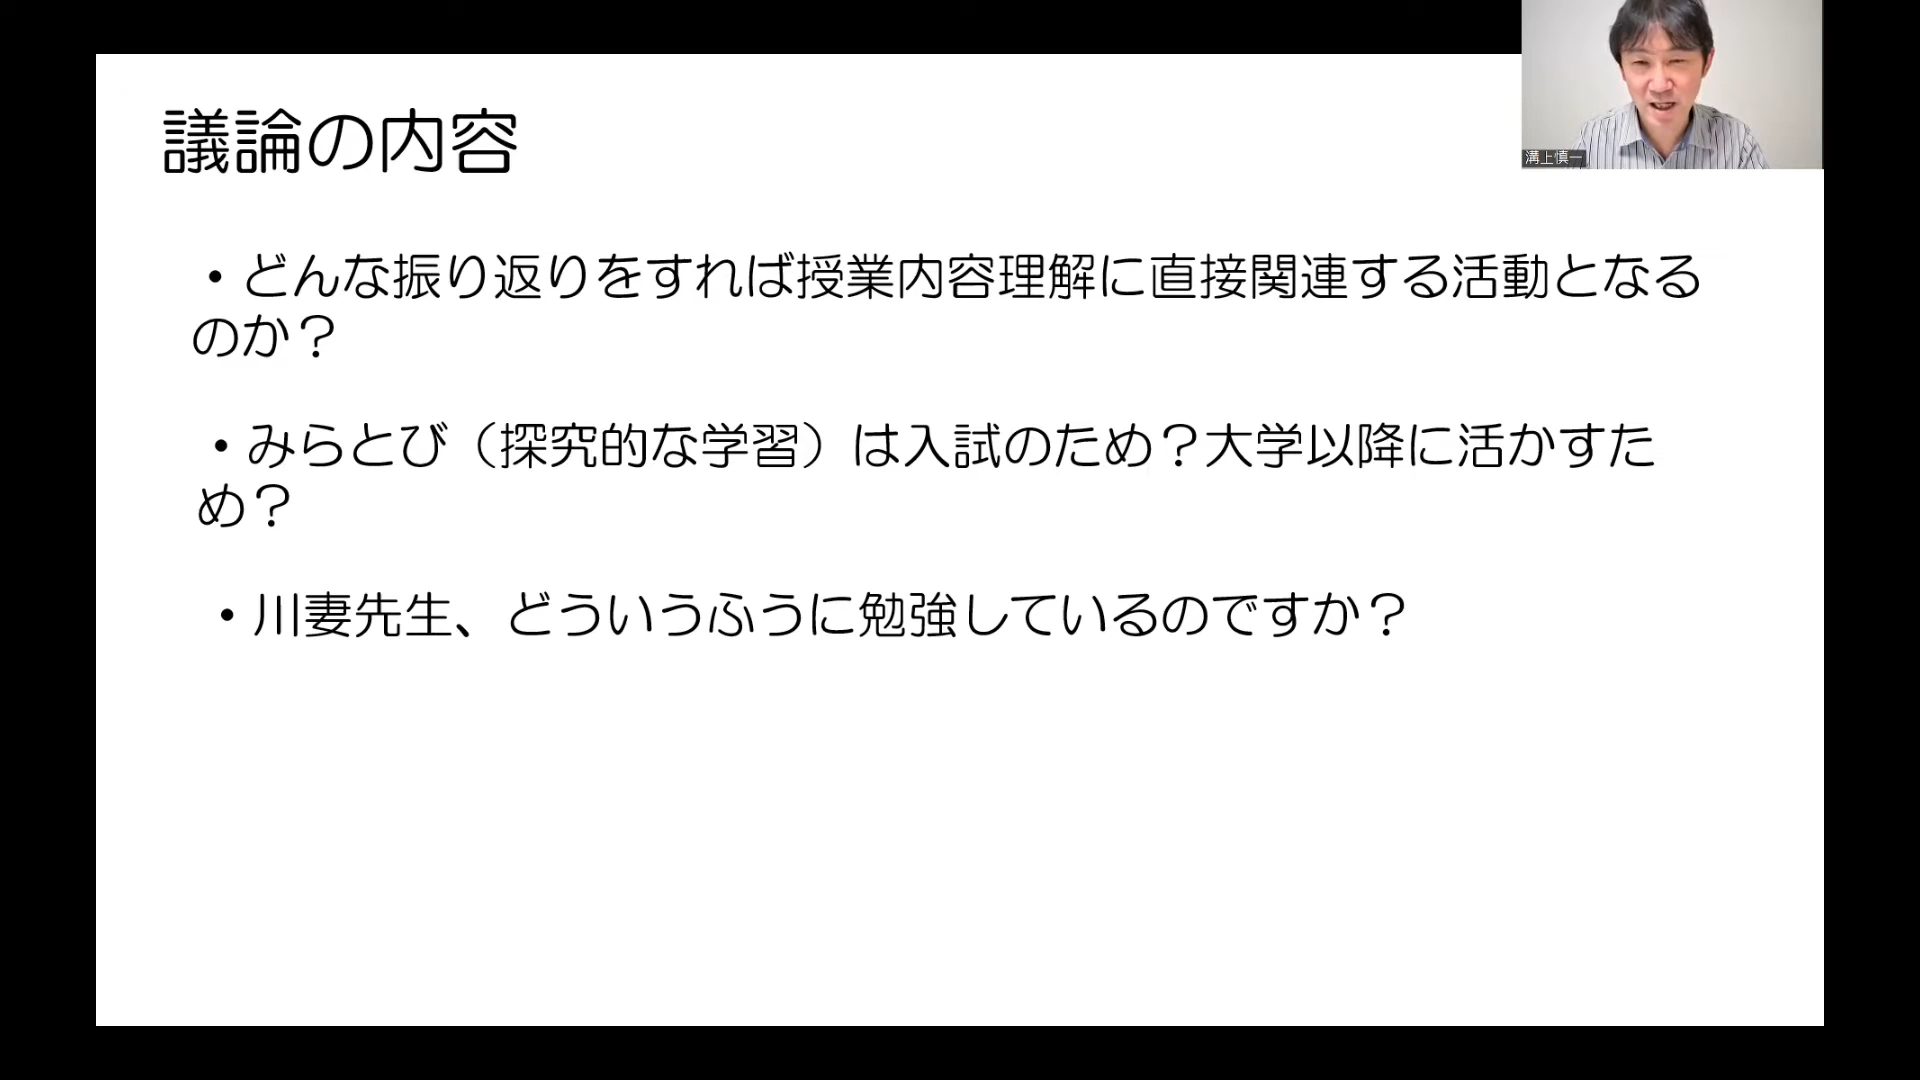 議論の内容
・どんな振り返りをすれば授業内容理解に直接関連する活動となる
のか？
・みらとび（探究的な学習）は入試のため？大学以降に活かすた
め？
・川妻先生、どういうふうに勉強しているのですか？
溝上慎一